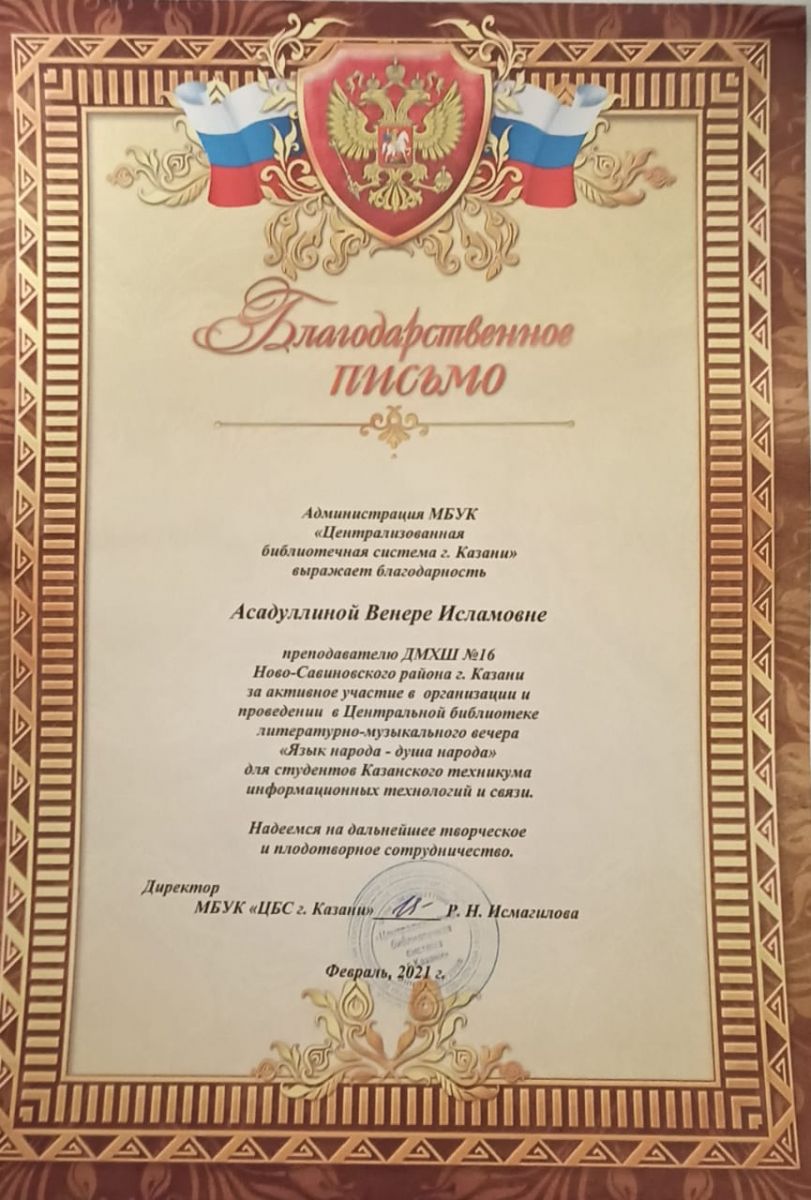 Благодарственное
ПИСЬМО
Администрация МБУК
«Централизованная
библиотечная система г. Казани»
выражает благодарность
Асадуллиной Венере Исламовне
преподавателю ДМХШ №16
Ново-Савиновского района г. Казани
за активное участие в организации и
проведении в Центральной библиотеке
литературно-музыкального вечера
«Язык народа - душа народа»
для студентов Казанского техникума
информационных технологий и связи.
Надеемся на дальнейшее творческое
и плодотворное сотрудничество.
Директор
МБУК «ЦБС г. Казани» Р. Н. Исмагилова
библиотечная
система
Февраль, 2021 г.